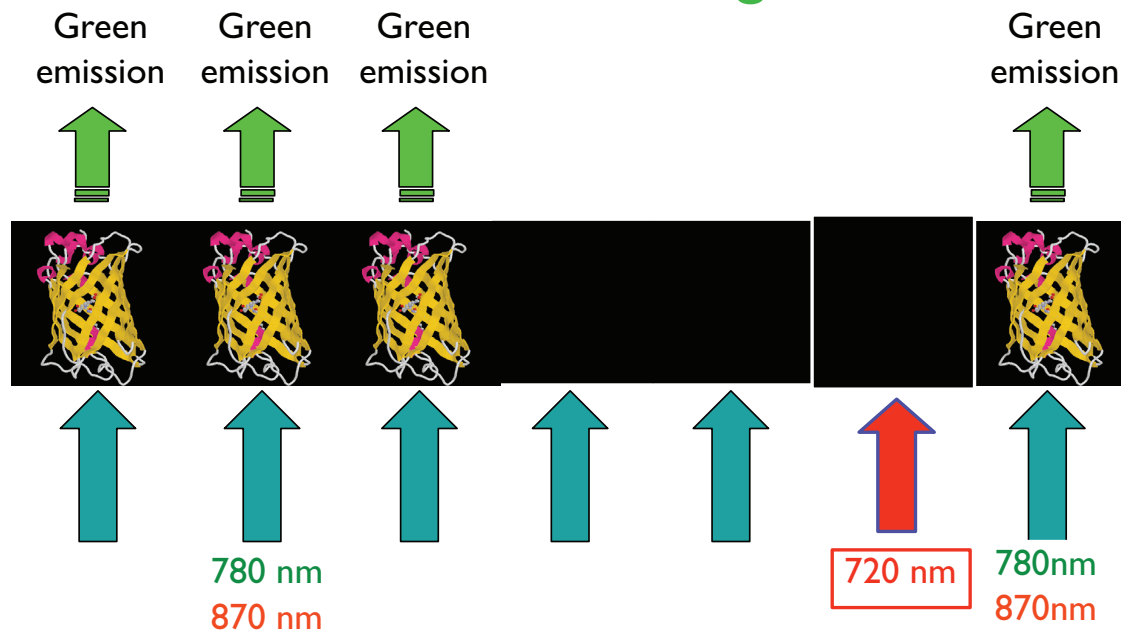 Green
emission
Green
emission
Green
emission
Green
emission
780 nm
870 nm
720 nm
780nm
870nm